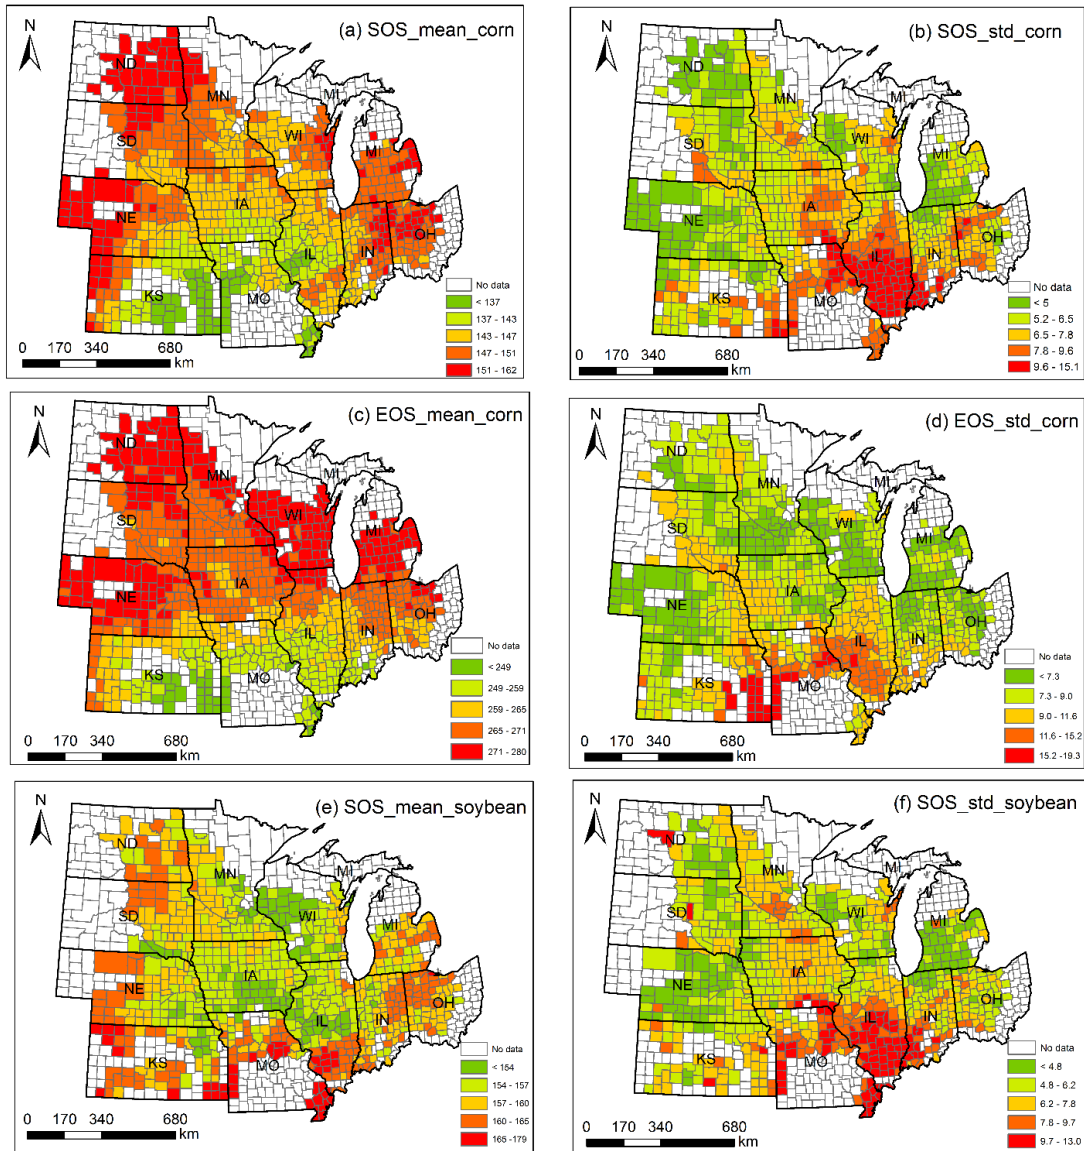 (a) SOS_mean_corn
N
ND
MN
MI
WI
SD
MI
IA
NE
OH
IN
IL
KS
MO
No data
< 137
137 - 143
143 - 147
147 - 151
151 - 162
0 170 340 680
km
(b) SOS_std_corn
N
ND
MN
MI
WI
SD
MI
IA
NE
OH
IN
IL
KS
MO
No data
< 5
5.2 - 6.5
6.5 - 7.8
7.8 - 9.6
9.6 - 15.1
0 170 340 680
km
(c) EOS_mean_corn
N
ND
MN
MI
WI
SD
MI
IA
NE
OH
IN
IL
KS
MO
No data
< 249
249 -259
259 - 265
265 - 271
271 - 280
0 170 340 680
km
(d) EOS_std_corn
N
ND
MN
MI
WI
SD
MI
IA
NE
OH
IN
IL
KS
MO
No data
<7.3
7.3 - 9.0
9.0 - 11.6
11.6 - 15.2
15.2 -19.3
0 170 340 680
km
(e) SOS_mean_soybean
N
ND
MN
MI
WI
SD
MI
IA
NE
OH
IN
IL
KS
MO
No data
< 154
154 - 157
157 - 160
160 - 165
165 -179
0 170 340 680
km
(f) SOS_std_soybean
N
ND
MN
MI
WI
SD
MI
IA
NE
OH
IN
IL
KS
MO
No data
< 4.8
4.8 - 6.2
6.2 - 7.8
7.8 - 9.7
9.7 - 13.0
0 170 340 680
km